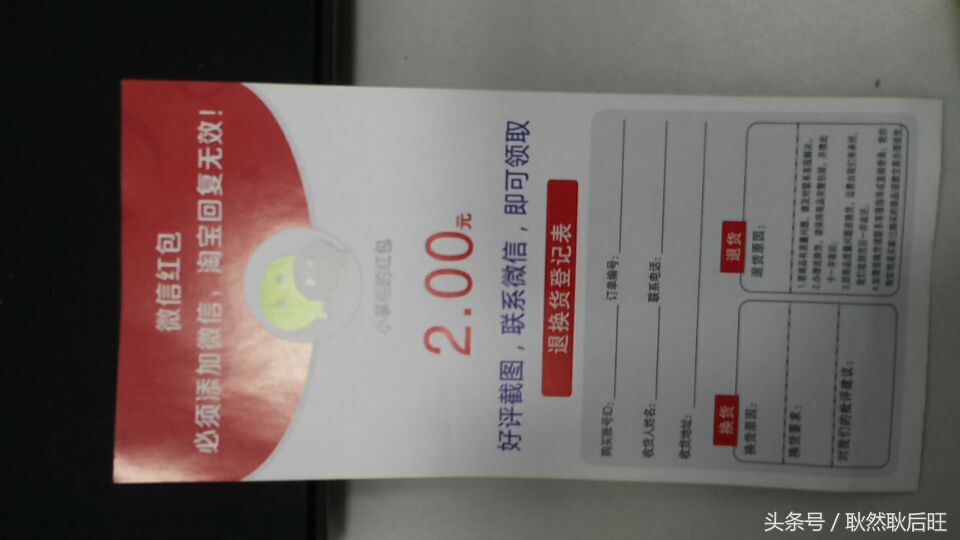 微信红包
必须添加微信，淘宝回复无效！
小掌柜的红包
2.00元
好评截图，联系微信，即可领取
退换货登记表
购买账号ID： 订单编号：
收货人姓名： 联系电话：
收货地址：
换货
换货原因：
换货要求：
对我们的批评建议：
退货
退货原因：
头条号 / 耿然耿后旺